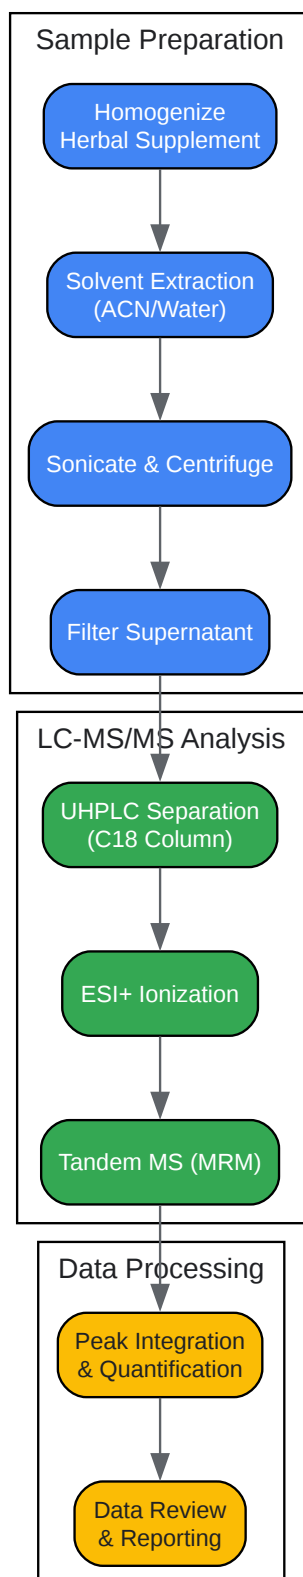 Sample Preparation
Homogenize
Herbal Supplement
Solvent Extraction
(ACN/Water)
Sonicate & Centrifuge
Filter Supernatant
LC-MS/MS Analysis
UHPLC Separation
(C18 Column)
ESI+ Ionization
Tandem MS (MRM)
Data Processing
Peak Integration
& Quantification
Data Review
& Reporting